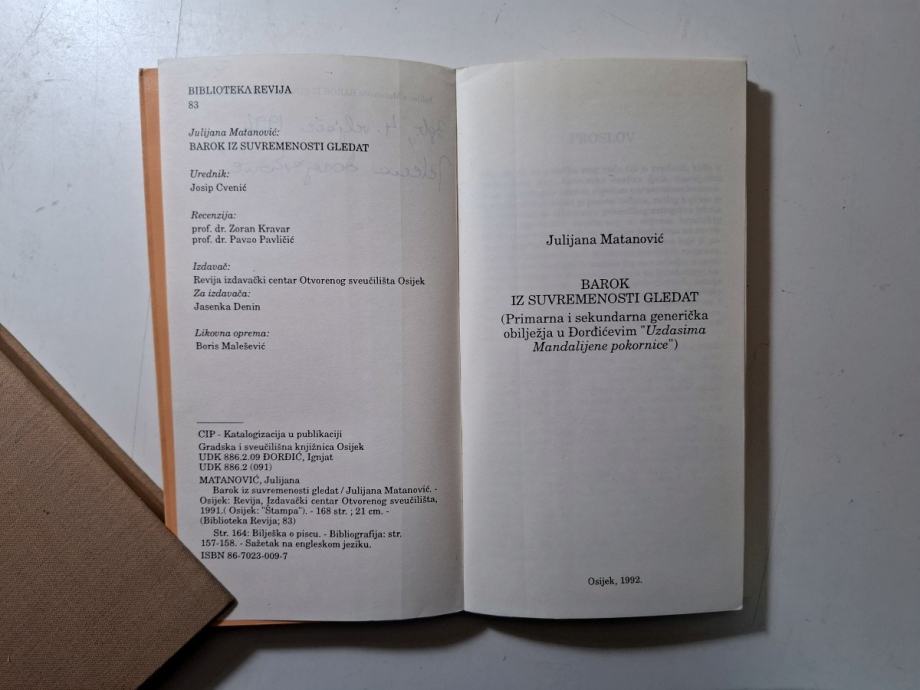 BIBLIOTEKA REVIJA
83
Julijana Matanović:
BAROK IZ SUVREMENOSTI GLEDAT
Urednik:
Josip Cvenić
Recenzija:
prof. dr. Zoran Kravar
prof. dr. Pavao Pavličić
Izdavač:
Revija izdavački centar Otvorenog sveučilišta Osijek
Za izdavača:
Jasenka Denin
Likovna oprema:
Boris Malešević
CIP - Katalogizacija u publikaciji
Gradska i sveučilišna knjižnica Osijek
UDK 886.2.09 ĐORĐIĆ, Ignjat
UDK 886.2 (091)
MATANOVIĆ, Julijana
Barok iz suvremenosti gledat / Julijana Matanović. -
Osijek: Revija, Izdavački centar Otvorenog sveučilišta,
1991.( Osijek: "Štampa"). - 168 str. ; 21 cm. -
(Biblioteka Revija; 83)
Str. 164: Bilješka o piscu. - Bibliografija: str.
157-158. - Sažetak na engleskom jeziku.
ISBN 86-7023-009-7
Julijana Matanović
BAROK
IZ SUVREMENOSTI GLEDAT
(Primarna i sekundarna generička
obilježja u Đorđićevim "Uzdasima
Mandalijene pokornice")
Osijek, 1992.